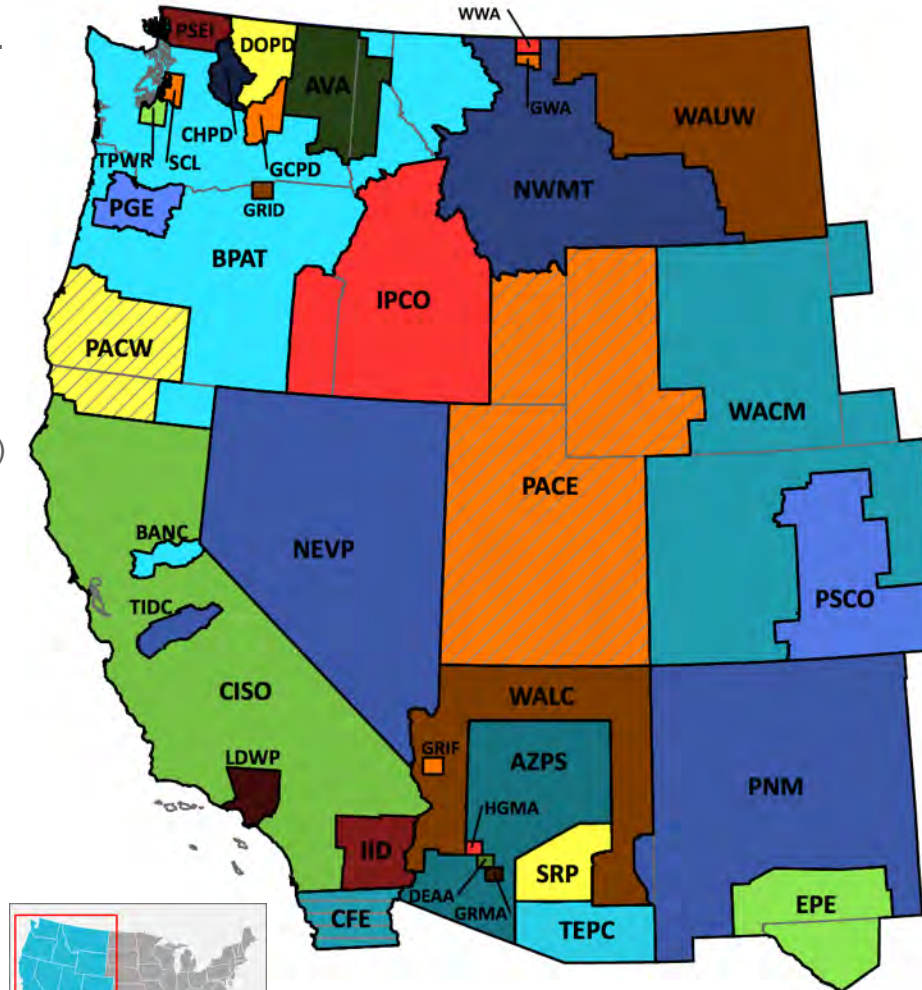 WWA
PSEI
DOPD
AVA
GWA
WAUW
CHPD
TPWR
SCL
GCPD
NWMT
PGE
GRID
BPAT
IPCO
PACW
WACM
)
PACE
BANC
NEVP
PSCO
TIDC
CISO
WALC
GRIF
AZPS
LDWP
PNM
HGMA
IID
SRP
DEAA
GRMA
EPE
CFE
TEPC